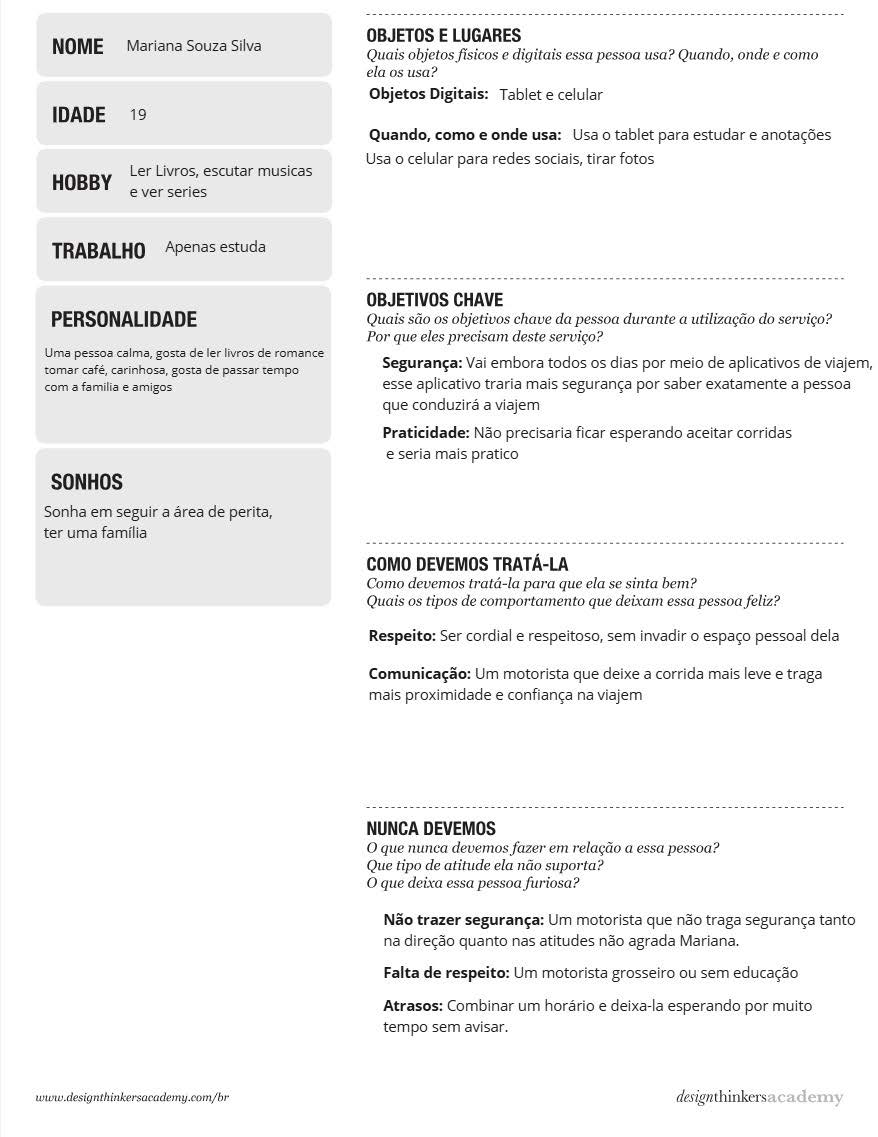 NOME Mariana Souza Silva
IDADE 19
HOBBY Ler Livros, escutar musicas
e ver series
TRABALHO Apenas estuda
PERSONALIDADE
Uma pessoa calma, gosta de ler livros de romance
tomar café, carinhosa, gosta de passar tempo
com a familia e amigos
SONHOS
Sonha em seguir a área de perita,
ter uma família
OBJETOS E LUGARES
Quais objetos físicos e digitais essa pessoa usa? Quando, onde e como
ela os usa?
Objetos Digitais: Tablet e celular
Quando, como e onde usa: Usa o tablet para estudar e anotações
Usa o celular para redes sociais, tirar fotos
OBJETIVOS CHAVE
Quais são os objetivos chave da pessoa durante a utilização do serviço?
Por que eles precisam deste serviço?
Segurança: Vai embora todos os dias por meio de aplicativos de viajem,
esse aplicativo traria mais segurança por saber exatamente a pessoa
que conduzirá a viajem
Praticidade: Não precisaria ficar esperando aceitar corridas
e seria mais pratico
COMO DEVEMOS TRATÁ-LA
Como devemos tratá-la para que ela se sinta bem?
Quais os tipos de comportamento que deixam essa pessoa feliz?
Respeito: Ser cordial e respeitoso, sem invadir o espaço pessoal dela
Comunicação: Um motorista que deixe a corrida mais leve e traga
mais proximidade e confiança na viajem
NUNCA DEVEMOS
O que nunca devemos fazer em relação a essa pessoa?
Que tipo de atitude ela não suporta?
O que deixa essa pessoa furiosa?
Não trazer segurança: Um motorista que não traga segurança tanto
na direção quanto nas atitudes não agrada Mariana.
Falta de respeito: Um motorista grosseiro ou sem educação
Atrasos: Combinar um horário e deixa-la esperando por muito
tempo sem avisar.
www.designthinkersacademy.com/br
designthinkersacademy